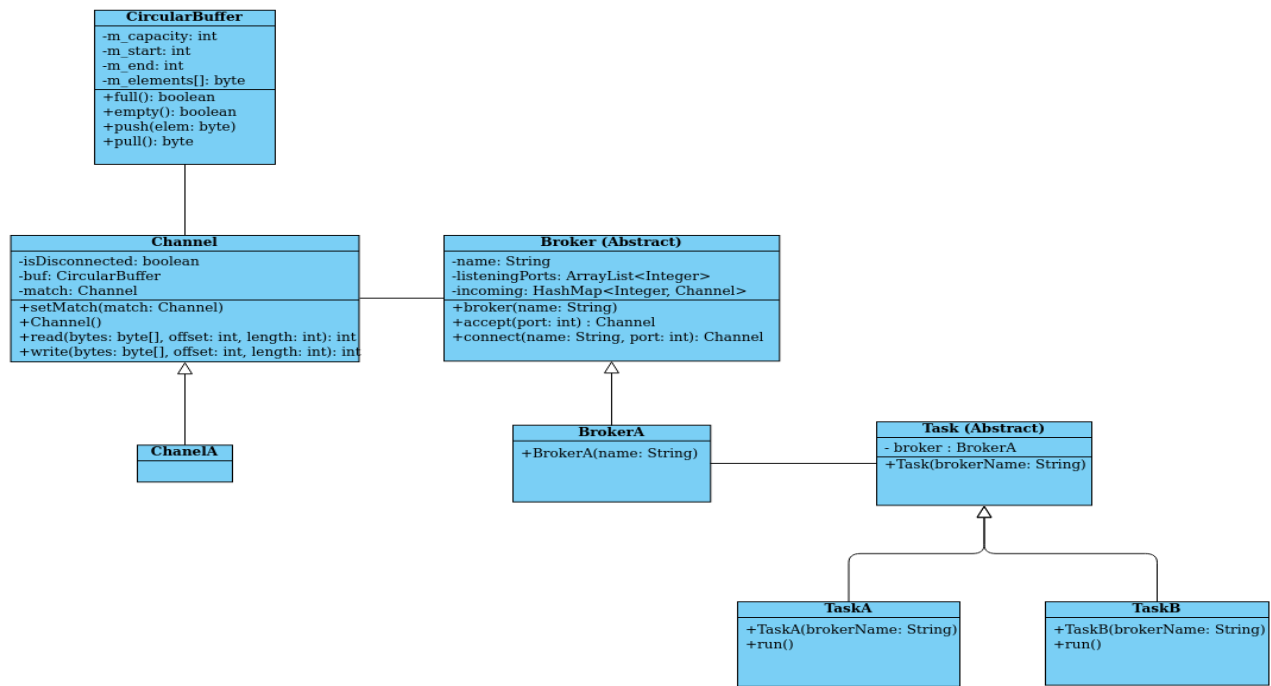 CircularBuffer
-m_capacity: int
-m_start: int
-m_end: int
-m_elements[]: byte
+full(): boolean
+empty(): boolean
+push(elem: byte)
+pull(): byte
Channel
-isDisconnected: boolean
-buf: CircularBuffer
-match: Channel
+setMatch(match: Channel)
+Channel()
+read(bytes: byte[], offset: int, length: int): int
+write(bytes: byte[], offset: int, length: int): int
Broker (Abstract)
-name: String
-listeningPorts: ArrayList<Integer>
-incoming: HashMap<Integer, Channel>
+broker(name: String)
+accept(port: int) : Channel
+connect(name: String, port: int): Channel
ChanelA
BrokerA
+BrokerA(name: String)
Task (Abstract)
- broker : BrokerA
+Task(brokerName: String)
TaskA
+TaskA(brokerName: String)
+run()
TaskB
+TaskB(brokerName: String)
+run()